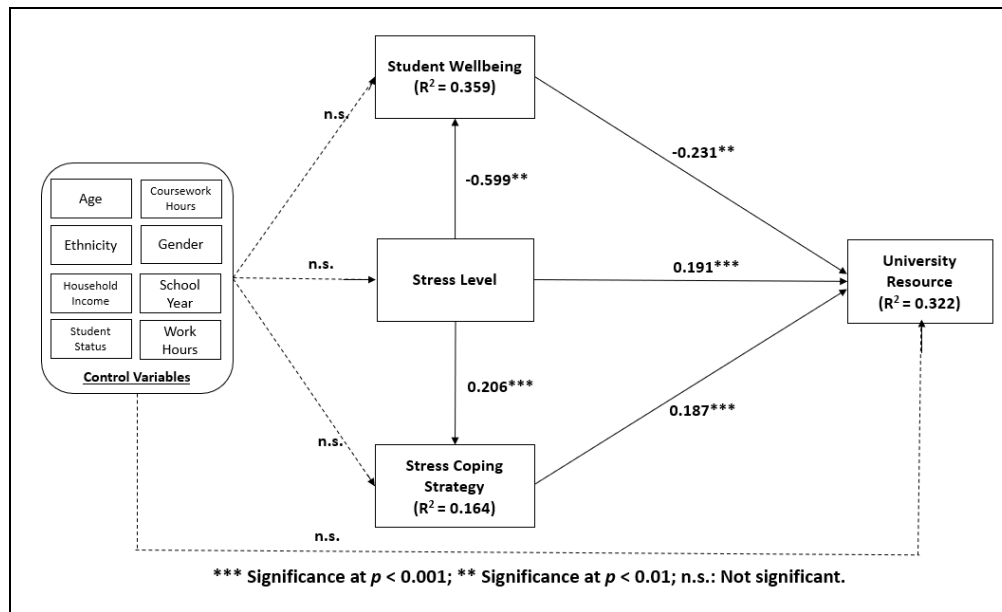 Student Wellbeing
(R² = 0.359)
n.s.
-0.231**
-0.599**
Age
Coursework
Hours
Ethnicity
Gender
Household
Income
School
Year
Student
Status
Work
Hours
Control Variables
n.s.
Stress Level
0.191***
University
Resource
(R² = 0.322)
0.206***
0.187***
n.s.
Stress Coping
Strategy
(R² = 0.164)
n.s.
*** Significance at p < 0.001; ** Significance at p < 0.01; n.s.: Not significant.